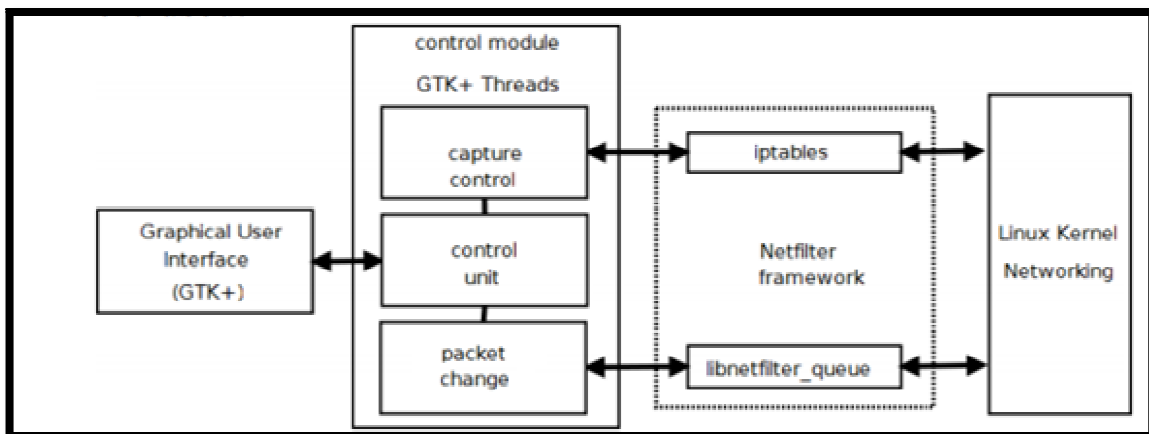 control module
GTK+ Threads
capture
control
iptables
Graphical User
Interface
(GTK+)
control
unit
Netfilter
framework
Linux Kernel
Networking
packet
change
libnetfilter_queue